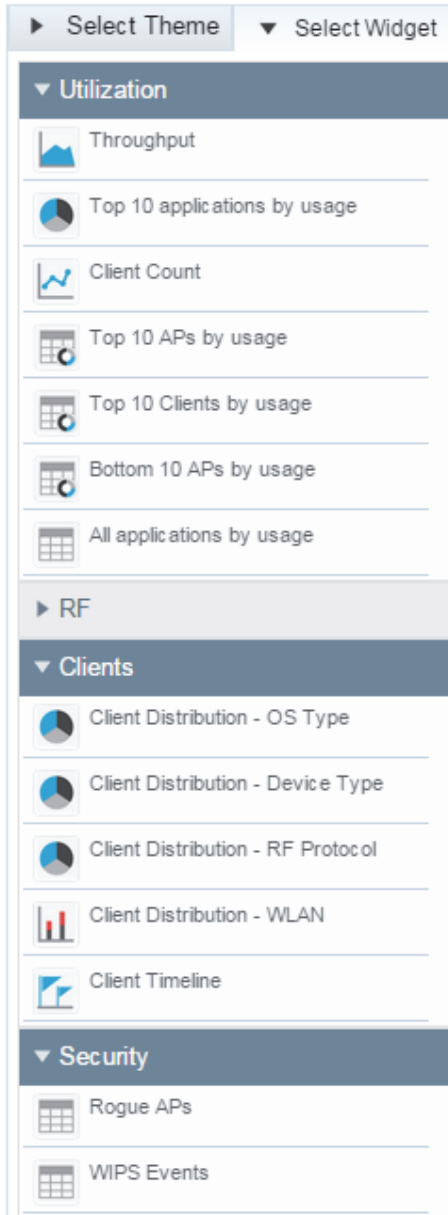 Select Theme Select Widget
Utilization
Throughput
Top 10 applications by usage
Client Count
Top 10 APs by usage
Top 10 Clients by usage
Bottom 10 APs by usage
All applications by usage
RF
Clients
Client Distribution - OS Type
Client Distribution - Device Type
Client Distribution - RF Protocol
Client Distribution - WLAN
Client Timeline
Security
Rogue APs
WIPS Events